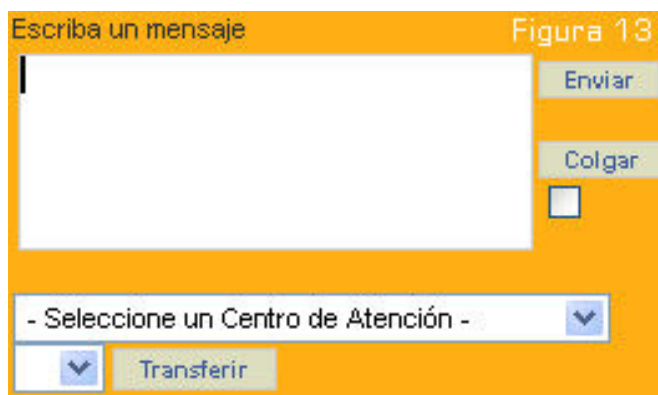 Escriba un mensaje
Figura 13
Enviar
Colgar
- Seleccione un Centro de Atención -
Transferir